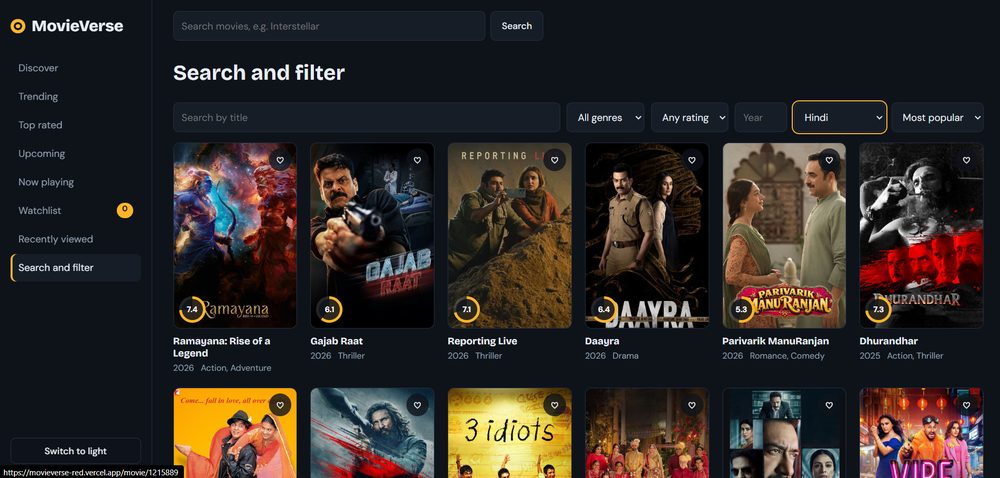 MovieVerse
Search movies, e.g. Interstellar
Search
Discover
Trending
Top rated
Upcoming
Now playing
Watchlist
0
Recently viewed
Search and filter
Search and filter
Search by title
All genres
Any rating
Year
Hindi
Most popular
Ramayana
7.4
Ramayana: Rise of a
Legend
2026 Action, Adventure
GAJAB
RAAT
6.1
Gajab Raat
2026 Thriller
REPORTING
7.1
Reporting Live
2026 Thriller
DAAYRA
6.4
Daayra
2026 Drama
PARIVARIK
MANURANJAN
5.3
Parivarik ManuRanjan
2026 Romance, Comedy
DHURANDHAR
7.3
Dhurandhar
2025 Action, Thriller
Come... fall in love, all over
3 idiots
VIBE
Switch to light
https://movieverse-red.vercel.app/movie/1215889